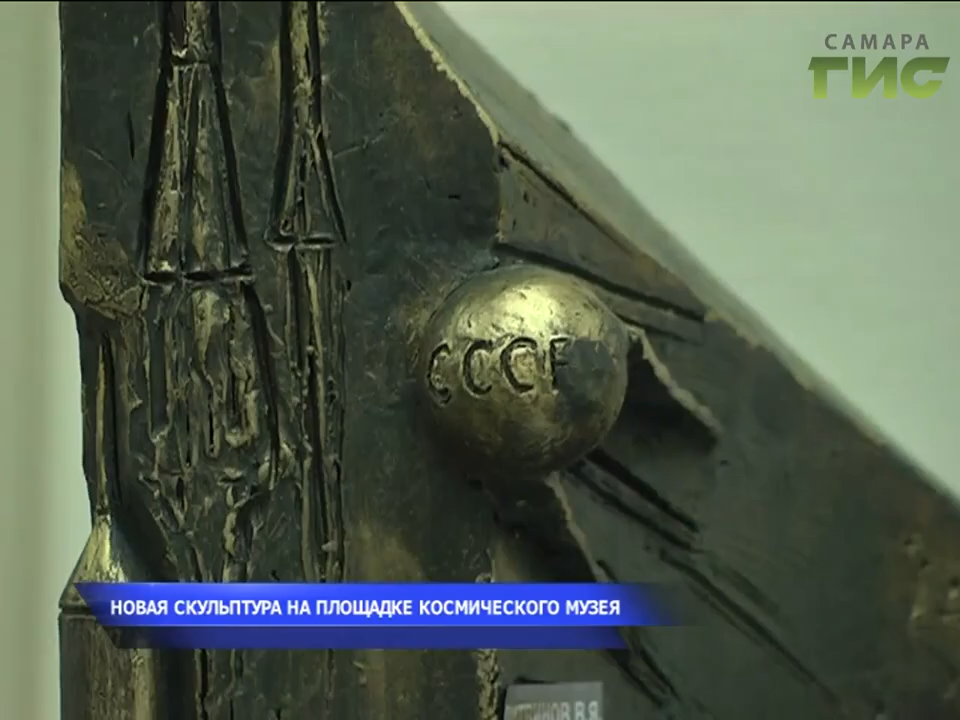 САМАРА
ГИС
СССР
НОВАЯ СКУЛЬПТУРА НА ПЛОЩАДКЕ КОСМИЧЕСКОГО МУЗЕЯ
В.Я.